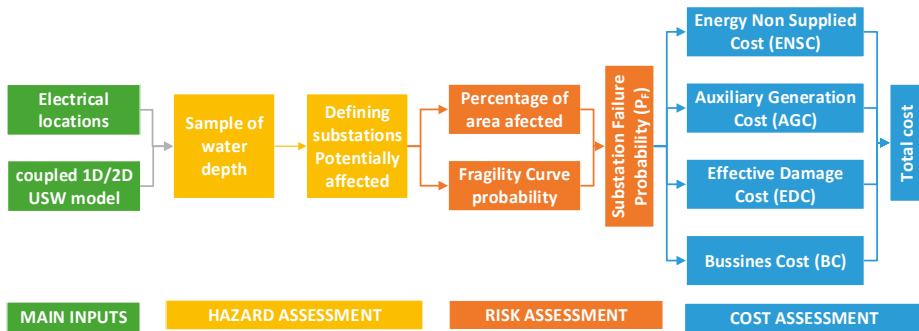 Electrical
locations
coupled 1D/2D
USW model
Sample of
water
depth
Defining
substations
Potentially
affected
Percentage of
area afected
Fragility Curve
probability
Substation Failure
Probability (PF)
Energy Non Supplied
Cost (ENSC)
Auxiliary Generation
Cost (AGC)
Effective Damage
Cost (EDC)
Bussines Cost (BC)
Total cost
MAIN INPUTS
HAZARD ASSESSMENT
RISK ASSESSMENT
COST ASSESSMENT